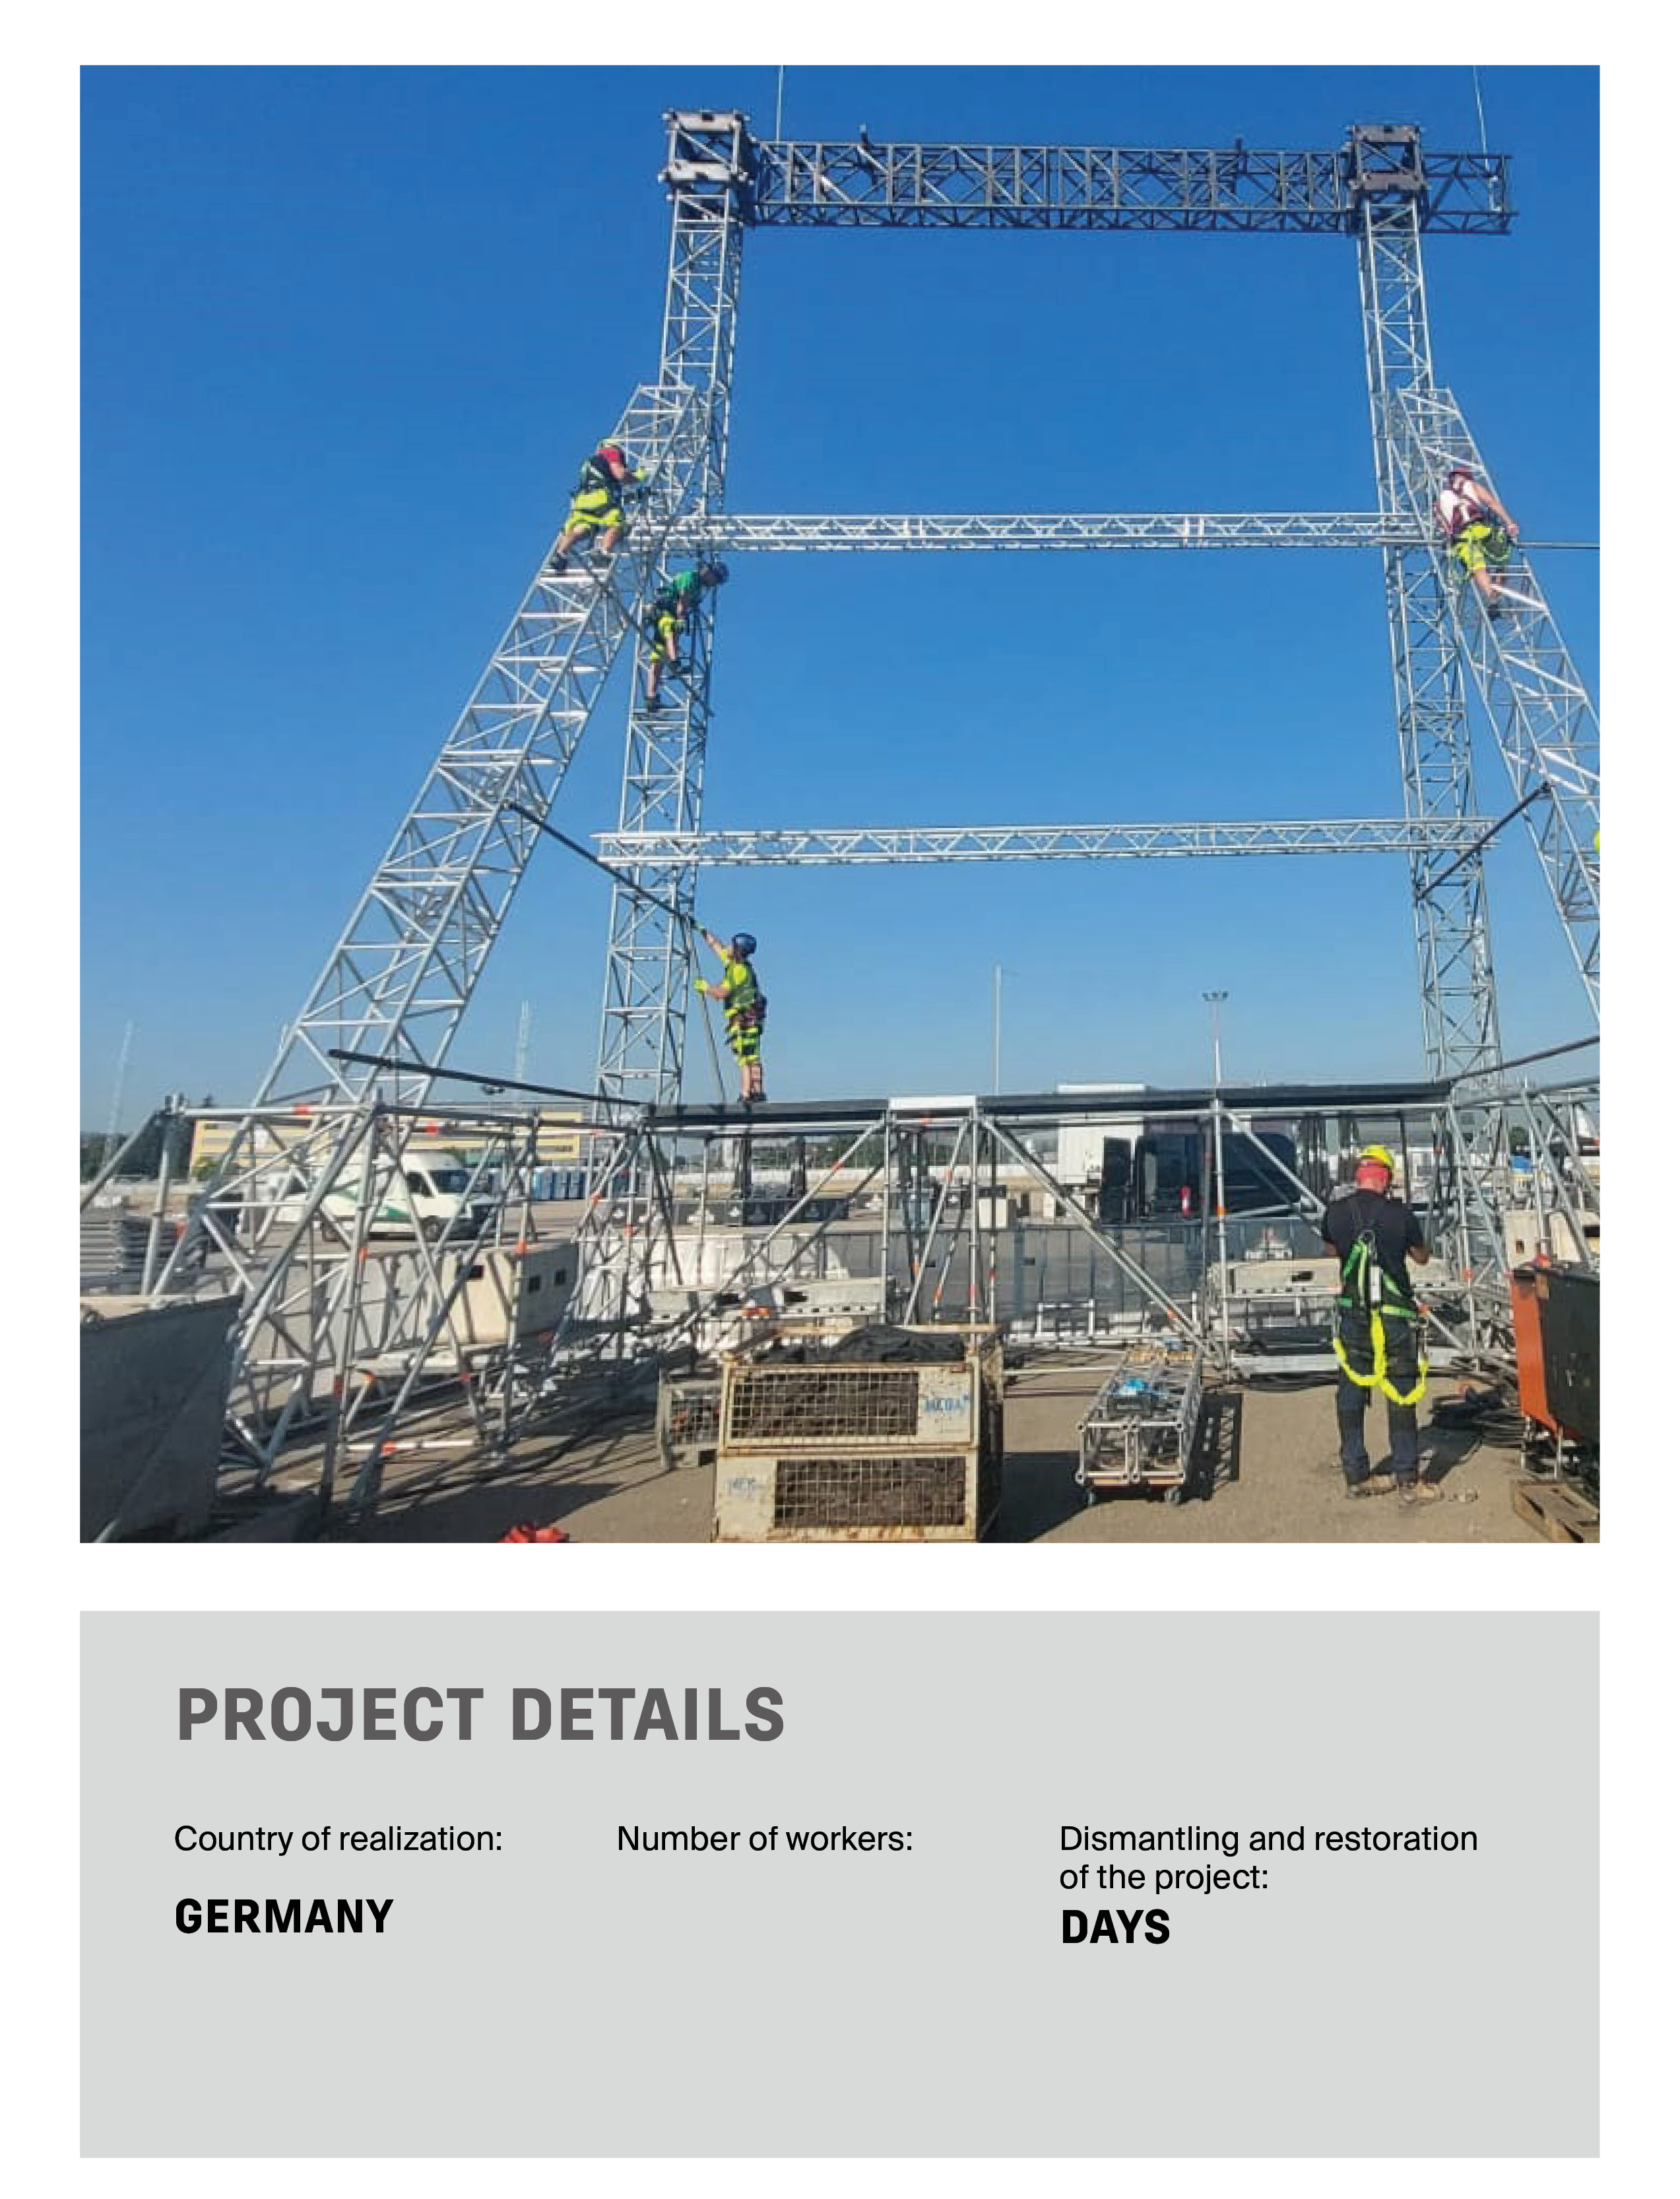 PROJECT DETAILS
Country of realization:
GERMANY
Number of workers:
Dismantling and restoration
of the project:
DAYS